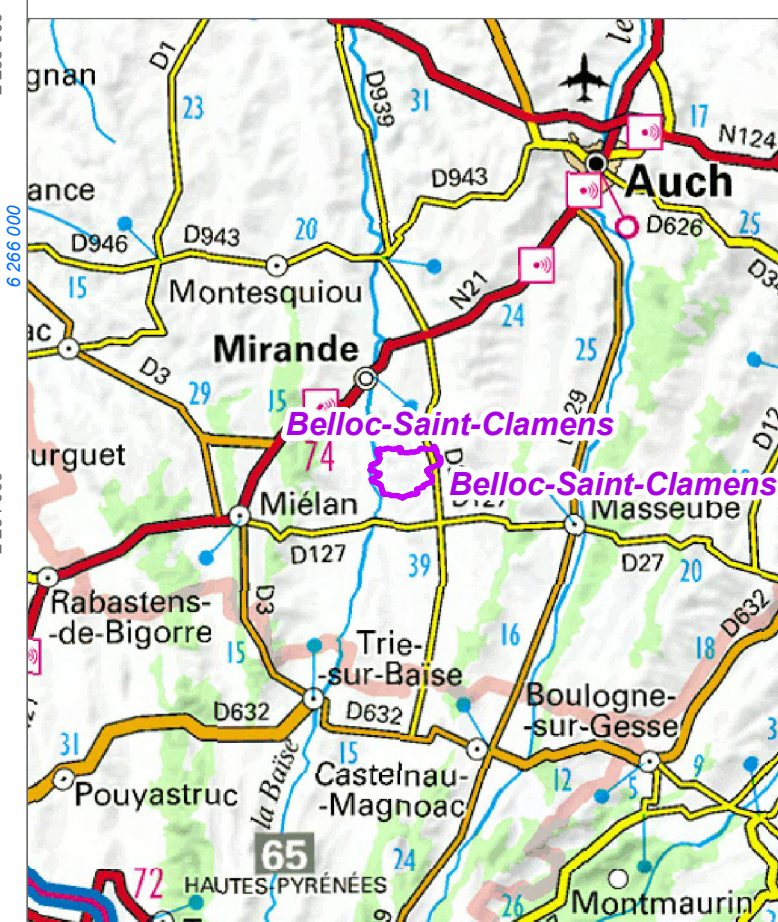 gnan
D1
23
D939
31
le
17
N124
Auch
ance
D943
D626
25
D946
D943
20
15
Montesquiou
6 266 000
N21
24
Mirande
25
ac
D3
29
15
Belloc-Saint-Clamens
74
urguet
Belloc-Saint-Clamens
Miélan
D127
Masseube
D127
39
D27
20
Rabastens-
-de-Bigorre
D3
15
Trie-
-sur-Baïse
16
18
D632
Boulogne-
-sur-Gesse
D632
D632
15
31
la Baïse
Castelnau-
-Magnoac
12
5
9
Pouyastruc
65
HAUTES-PYRÉNÉES
24
72
26
Montmaurin